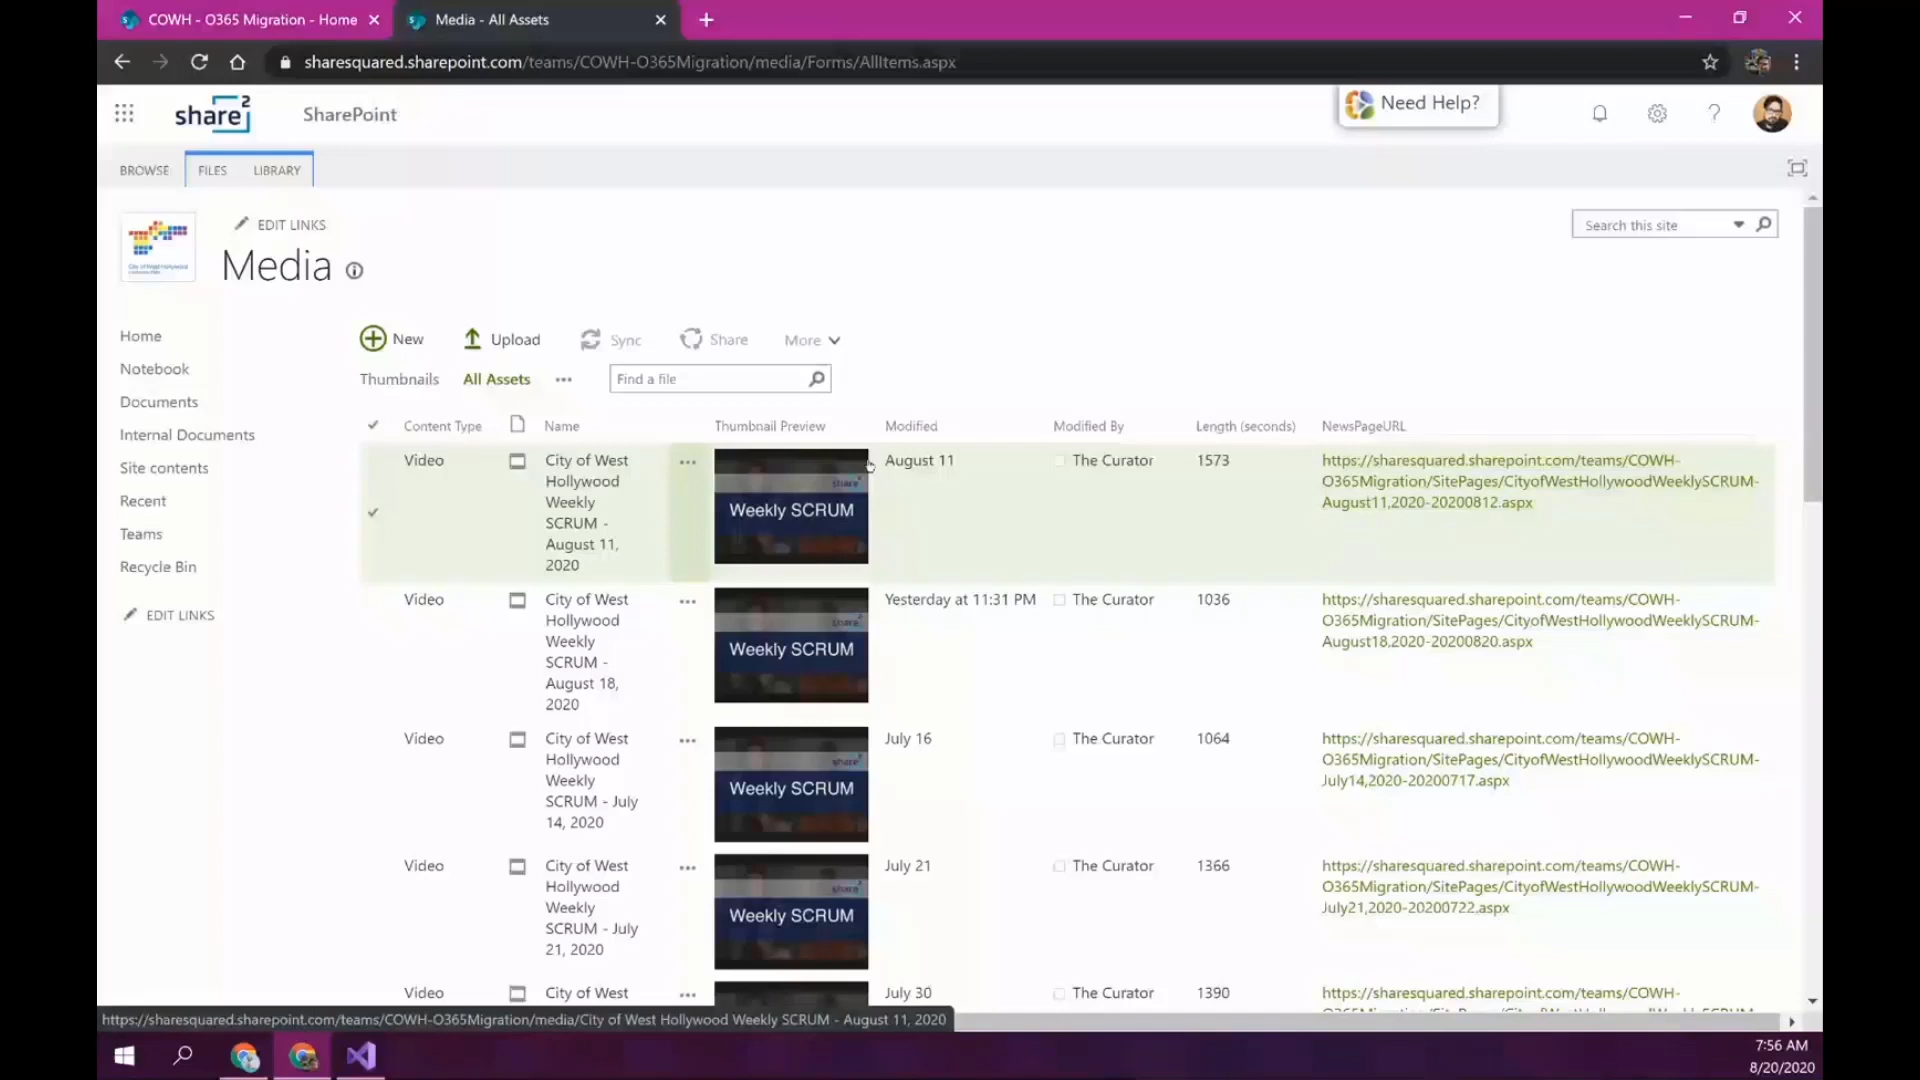 COWH - O365 Migration - Home
Media - All Assets
sharesquared.sharepoint.com/teams/COWH-O365Migration/media/Forms/AllItems.aspx
share2
SharePoint
Need Help?
BROWSE
FILES
LIBRARY
EDIT LINKS
Search this site
City of West Hollywood
Media
Home
Notebook
Documents
Internal Documents
Site contents
Recent
Teams
Recycle Bin
EDIT LINKS
New
Upload
Sync
Share
More
Thumbnails
All Assets
Find a file
Content Type
Name
Thumbnail Preview
Modified
Modified By
Length (seconds)
NewsPageURL
Video
City of West
Hollywood
Weekly
SCRUM -
August 11,
2020
share2
Weekly SCRUM
August 11
The Curator
1573
https://sharesquared.sharepoint.com/teams/COWH-
O365Migration/SitePages/CityofWestHollywoodWeeklySCRUM-
August11,2020-20200812.aspx
Video
City of West
Hollywood
Weekly
SCRUM -
August 18,
2020
share2
Weekly SCRUM
Yesterday at 11:31 PM
The Curator
1036
https://sharesquared.sharepoint.com/teams/COWH-
O365Migration/SitePages/CityofWestHollywoodWeeklySCRUM-
August18,2020-20200820.aspx
Video
City of West
Hollywood
Weekly
SCRUM - July
14, 2020
share2
Weekly SCRUM
July 16
The Curator
1064
https://sharesquared.sharepoint.com/teams/COWH-
O365Migration/SitePages/CityofWestHollywoodWeeklySCRUM-
July14,2020-20200717.aspx
Video
City of West
Hollywood
Weekly
SCRUM - July
21, 2020
share2
Weekly SCRUM
July 21
The Curator
1366
https://sharesquared.sharepoint.com/teams/COWH-
O365Migration/SitePages/CityofWestHollywoodWeeklySCRUM-
July21,2020-20200722.aspx
Video
City of West
July 30
The Curator
1390
https://sharesquared.sharepoint.com/teams/COWH-
https://sharesquared.sharepoint.com/teams/COWH-O365Migration/media/City of West Hollywood Weekly SCRUM - August 11, 2020
7:56 AM
8/20/2020